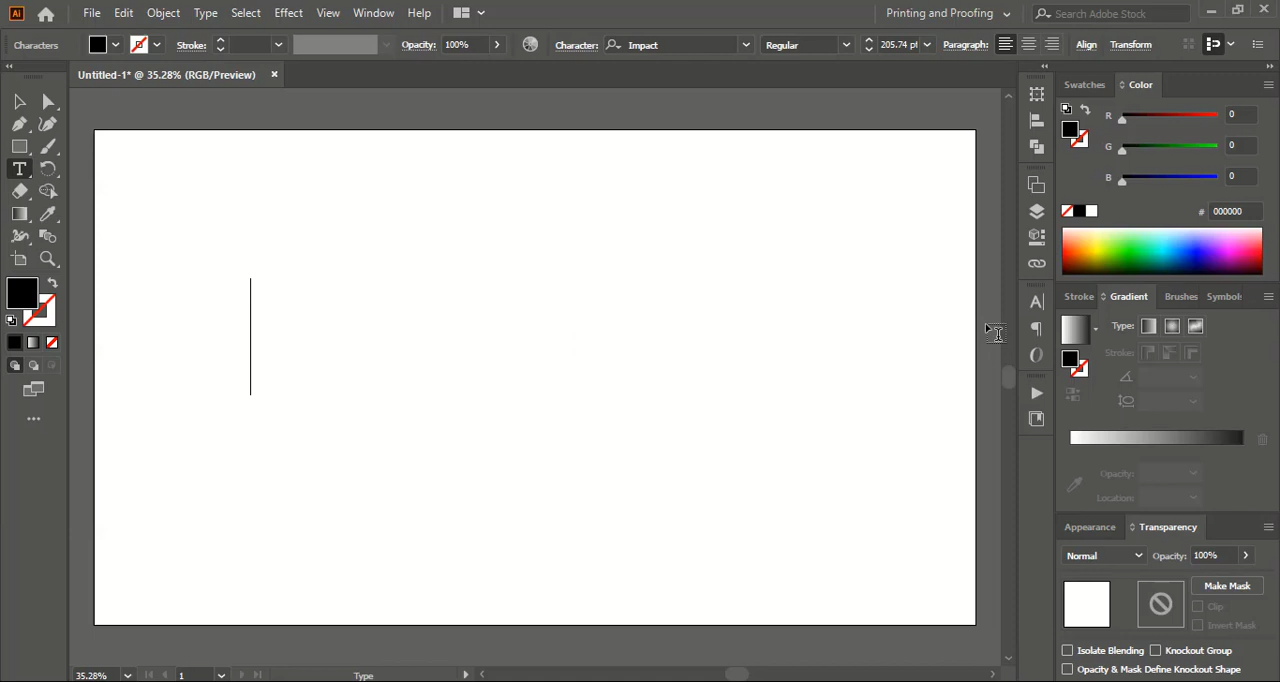 Ai File Edit Object Type Select Effect View Window Help Printing and Proofing Search Adobe Stock
Characters Stroke: Opacity: 100% Character: Impact Regular 205.74 pt Paragraph: Align Transform
Untitled-1* @ 35.28% (RGB/Preview)
Swatches Color
R 0
G 0
B 0
# 000000
Stroke Gradient Brushes Symbols
Type:
Stroke:
Opacity:
Location:
Appearance Transparency
Normal Opacity: 100%
Make Mask
Clip
Invert Mask
Isolate Blending Knockout Group
Opacity & Mask Define Knockout Shape
35.28% 1 Type